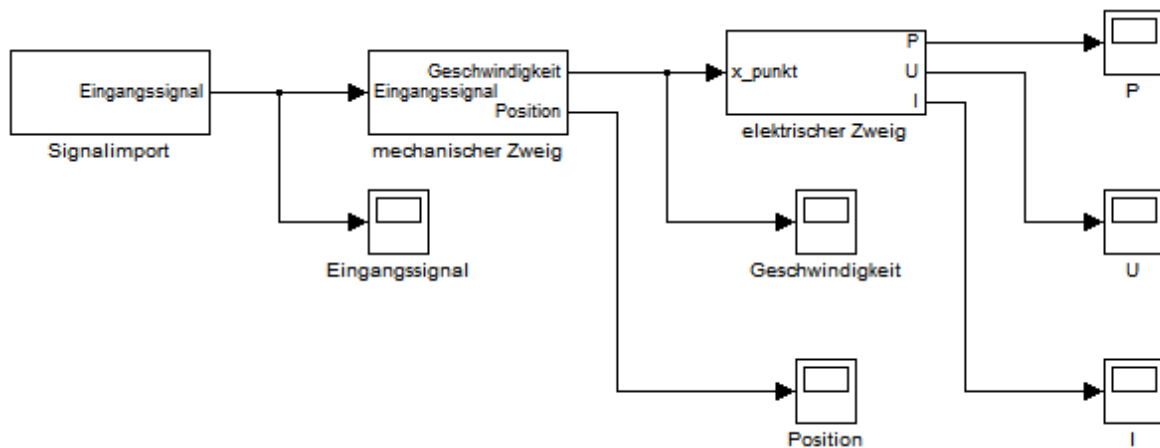 Eingangssignal
Signalimport
Geschwindigkeit
Eingangssignal
Position
mechanischer Zweig
x_punkt
P
U
I
elektrischer Zweig
P
Eingangssignal
Geschwindigkeit
U
Position
I